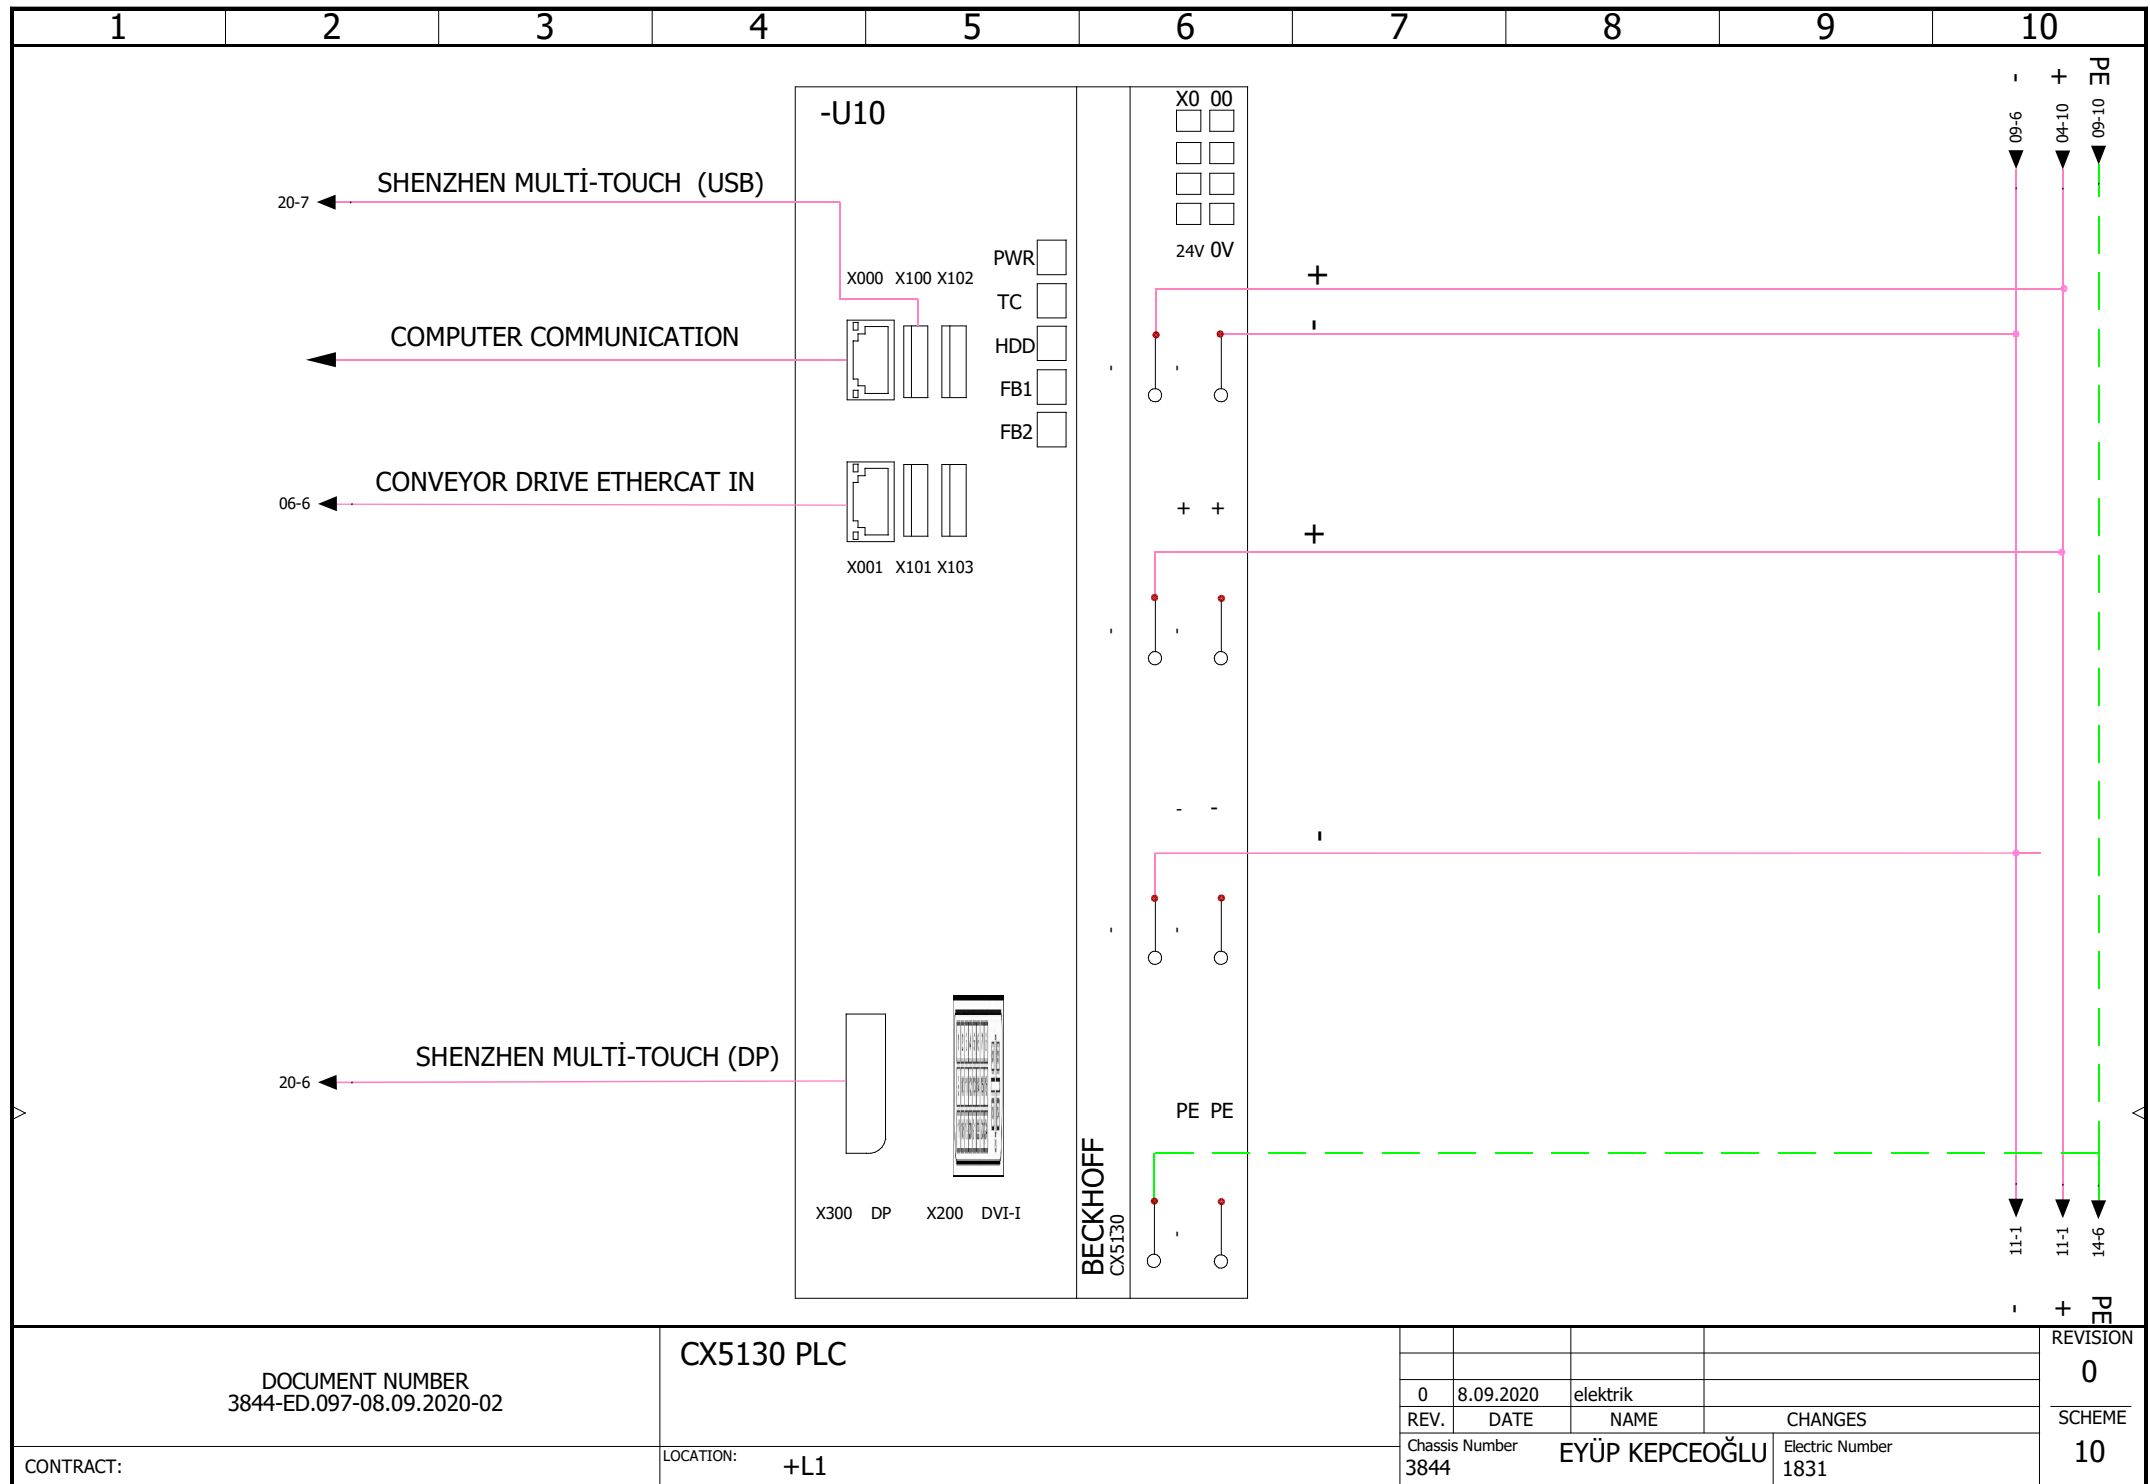 1 2 3 4 5 6 7 8 9 10
- + PE
09-6 04-10 09-10
-U10
X0 00
SHENZHEN MULTİ-TOUCH (USB)
20-7
24V 0V
PWR
X000 X100 X102
TC
+
-
COMPUTER COMMUNICATION
HDD
FB1
FB2
CONVEYOR DRIVE ETHERCAT IN
06-6
+ +
+
X001 X101 X103
- -
-
SHENZHEN MULTİ-TOUCH (DP)
20-6
PE PE
BECKHOFF
CX5130
X300 DP X200 DVI-I
11-1 11-1 14-6
- + PE
DOCUMENT NUMBER
3844-ED.097-08.09.2020-02
CX5130 PLC
REVISION
0
0 8.09.2020 elektrik
REV. DATE NAME CHANGES
SCHEME
10
CONTRACT:
LOCATION: +L1
Chassis Number
3844
EYÜP KEPCEOĞLU
Electric Number
1831